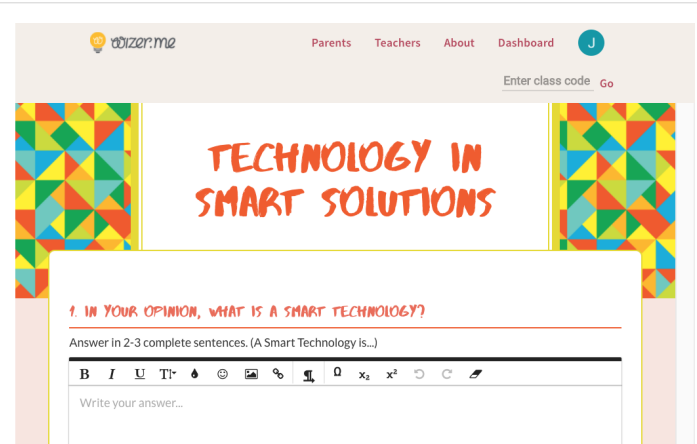 wizer.me
Parents Teachers About Dashboard J
Enter class code Go
TECHNOLOGY IN
SMART SOLUTIONS
1. IN YOUR OPINION, WHAT IS A SMART TECHNOLOGY?
Answer in 2-3 complete sentences. (A Smart Technology is...)
B I U T Ω x₂ x²
Write your answer...